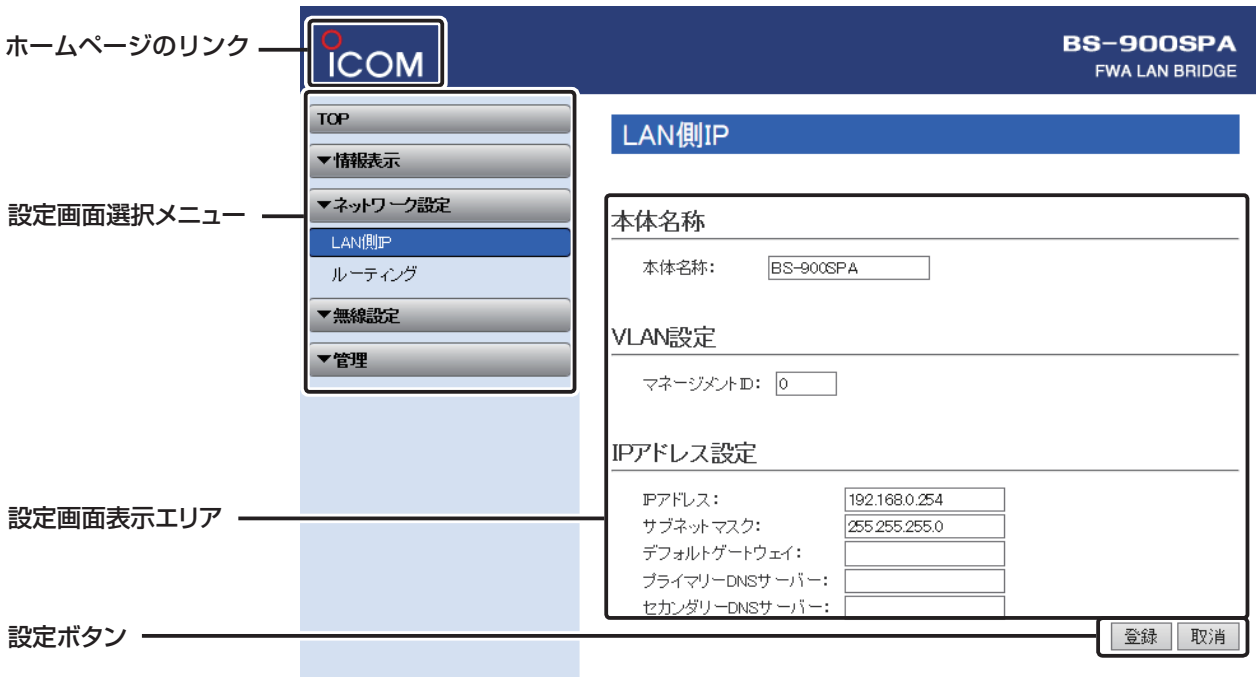 ホームページのリンク
ICOM
BS-900SPA
FWA LAN BRIDGE
設定画面選択メニュー
TOP
▼情報表示
▼ネットワーク設定
LAN側IP
ルーティング
▼無線設定
▼管理
LAN側IP
設定画面表示エリア
本体名称
本体名称: BS-900SPA
VLAN設定
マネージメントID: 0
IPアドレス設定
IPアドレス: 192.168.0.254
サブネットマスク: 255.255.255.0
デフォルトゲートウェイ:
プライマリーDNSサーバー:
セカンダリーDNSサーバー:
設定ボタン
登録 取消